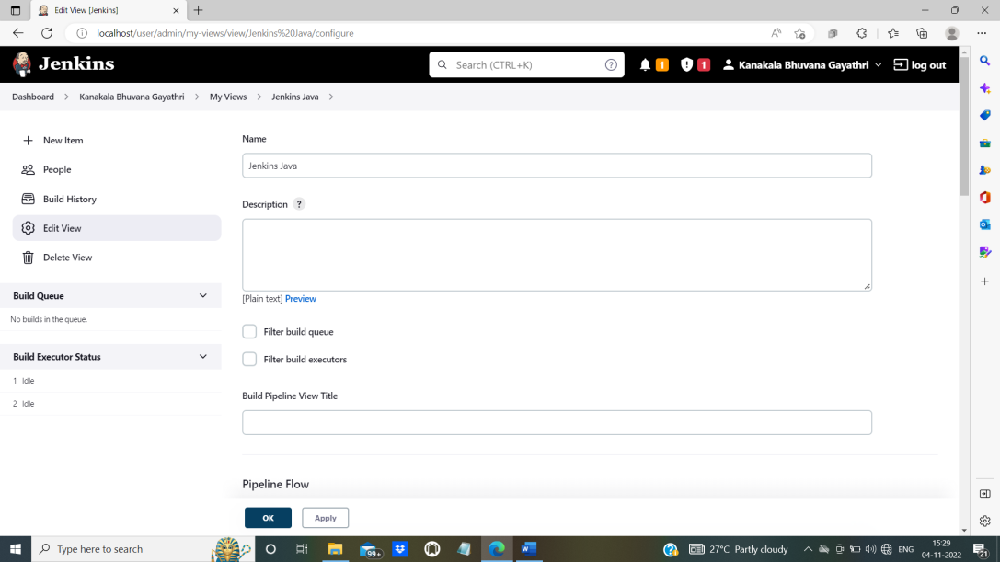 Edit View [Jenkins]
localhost/user/admin/my-views/view/Jenkins%20Java/configure
Jenkins
Search (CTRL+K)
?
1
1
Kanakala Bhuvana Gayathri
log out
Dashboard > Kanakala Bhuvana Gayathri > My Views > Jenkins Java >
New Item
People
Build History
Edit View
Delete View
Build Queue
No builds in the queue.
Build Executor Status
1 Idle
2 Idle
Name
Jenkins Java
Description ?
[Plain text] Preview
Filter build queue
Filter build executors
Build Pipeline View Title
Pipeline Flow
OK
Apply
Type here to search
99+
27°C Partly cloudy
ENG
15:29
04-11-2022
21